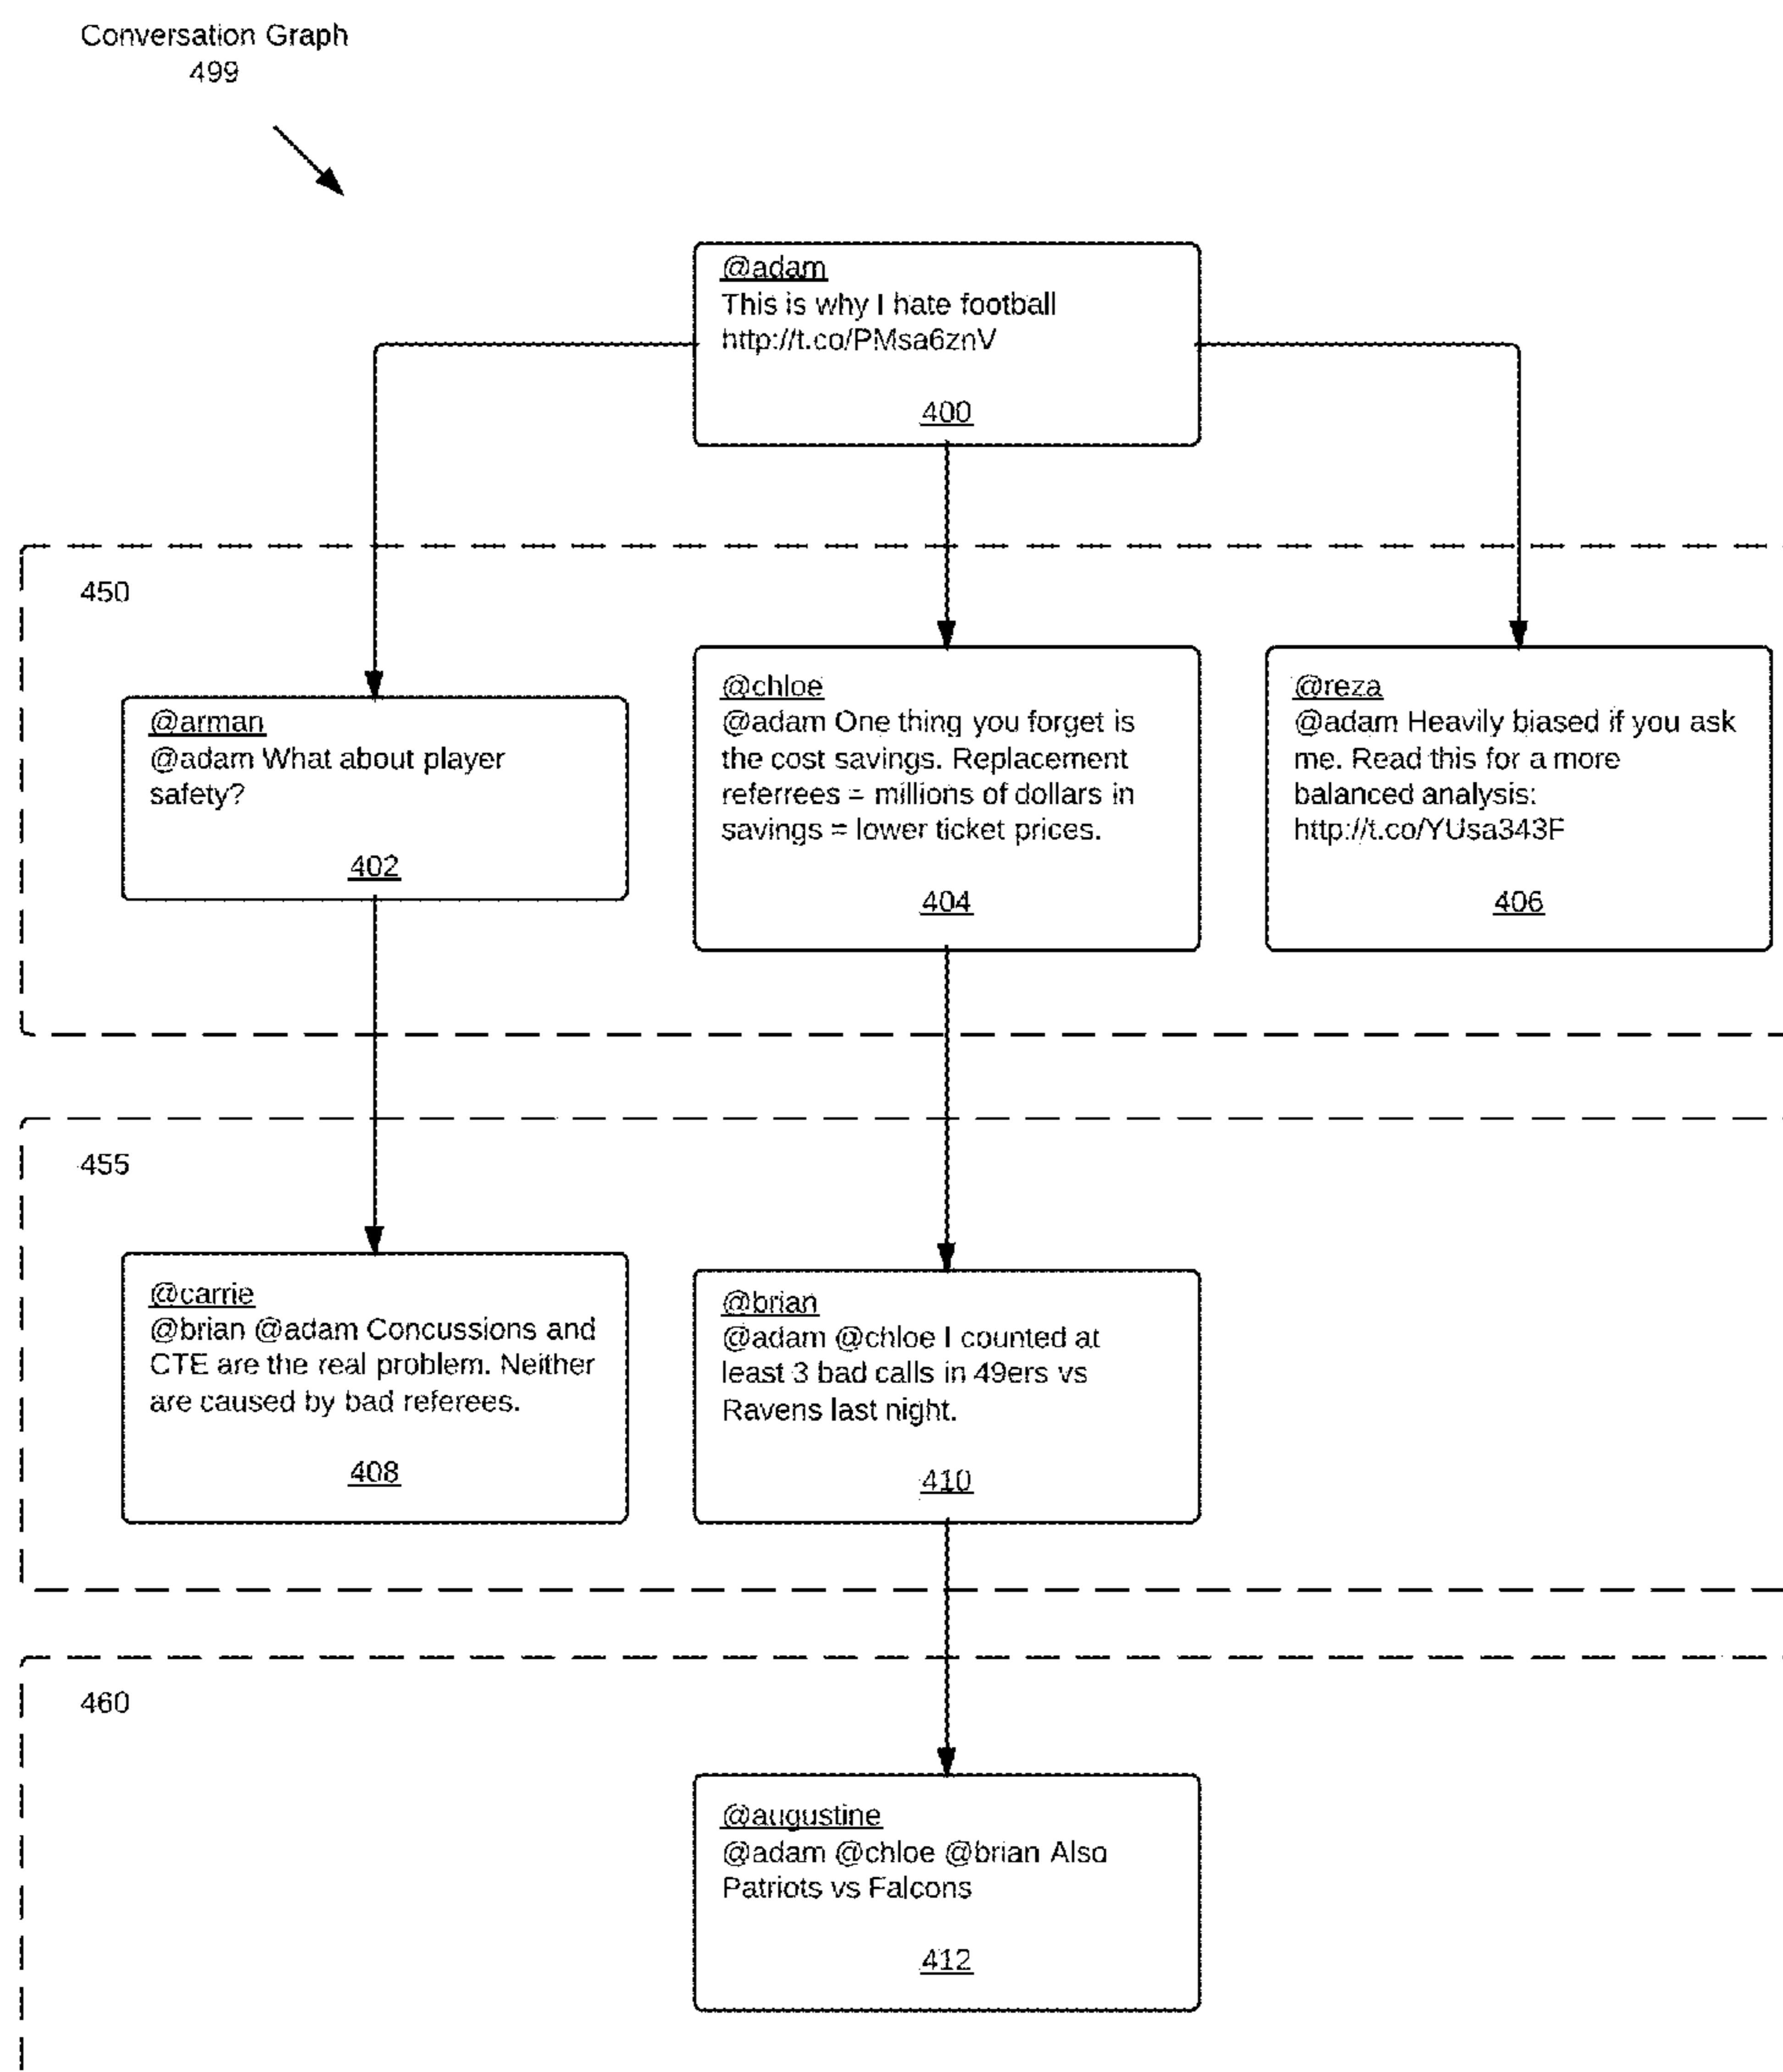 Conversation Graph
499
@adam
This is why I hate football
http://t.co/PMsa6znV
400
450
@arman
@adam What about player
safety?
402
@chloe
@adam One thing you forget is
the cost savings. Replacement
referrees = millions of dollars in
savings = lower ticket prices.
404
@reza
@adam Heavily biased if you ask
me. Read this for a more
balanced analysis:
http://t.co/YUsa343F
406
455
@carrie
@brian @adam Concussions and
CTE are the real problem. Neither
are caused by bad referees.
408
@brian
@adam @chloe I counted at
least 3 bad calls in 49ers vs
Ravens last night.
410
460
@augustine
@adam @chloe @brian Also
Patriots vs Falcons
412